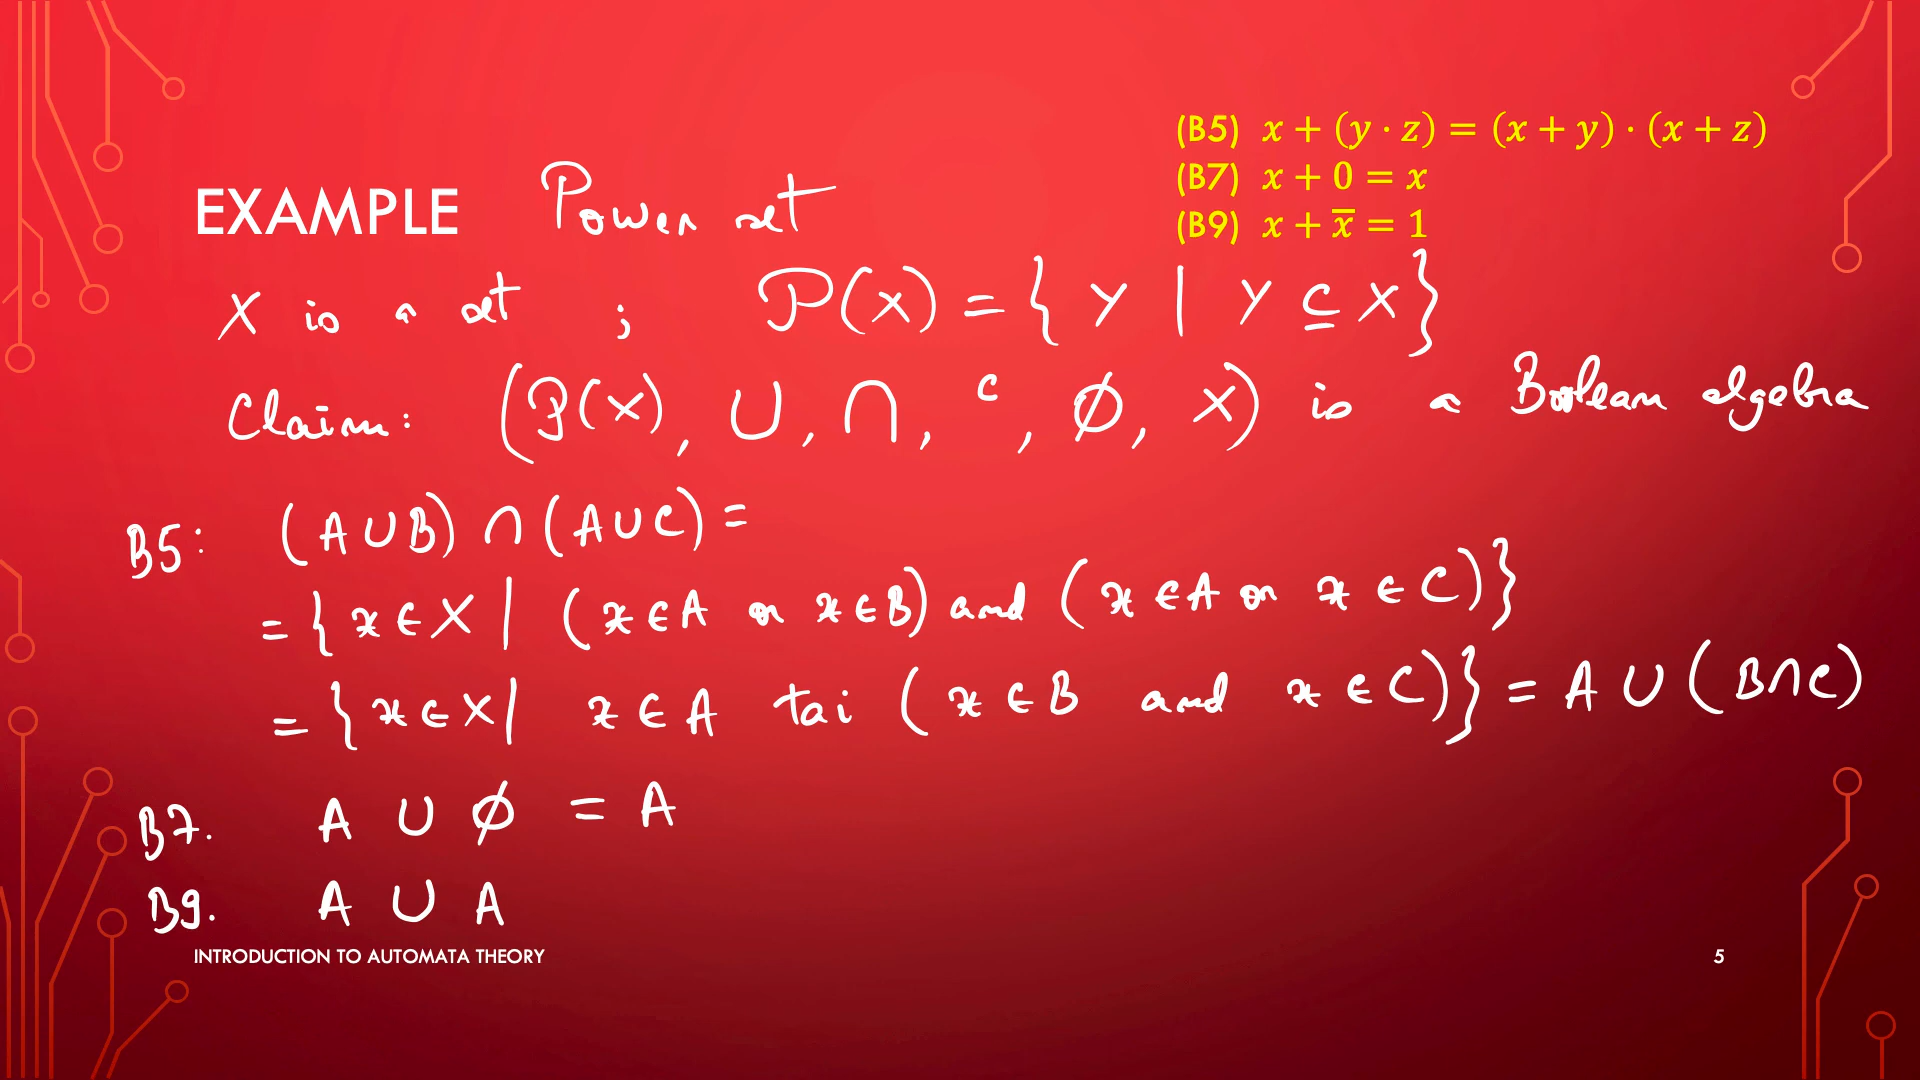 (B5) x + (y · z) = (x + y) · (x + z)
(B7) x + 0 = x
(B9) x + x̅ = 1
EXAMPLE Power set
X is a set ; P(X) = { Y | Y ⊆ X }
Claim: (P(X), ∪, ∩, ᶜ, ∅, X) is a Boolean algebra
B5: (A∪B) ∩ (A∪C) =
= { x ∈ X | (x ∈ A or x ∈ B) and (x ∈ A or x ∈ C) }
= { x ∈ X | x ∈ A tai (x ∈ B and x ∈ C) } = A ∪ (B∩C)
B7. A ∪ ∅ = A
B9. A ∪ A
INTRODUCTION TO AUTOMATA THEORY 5